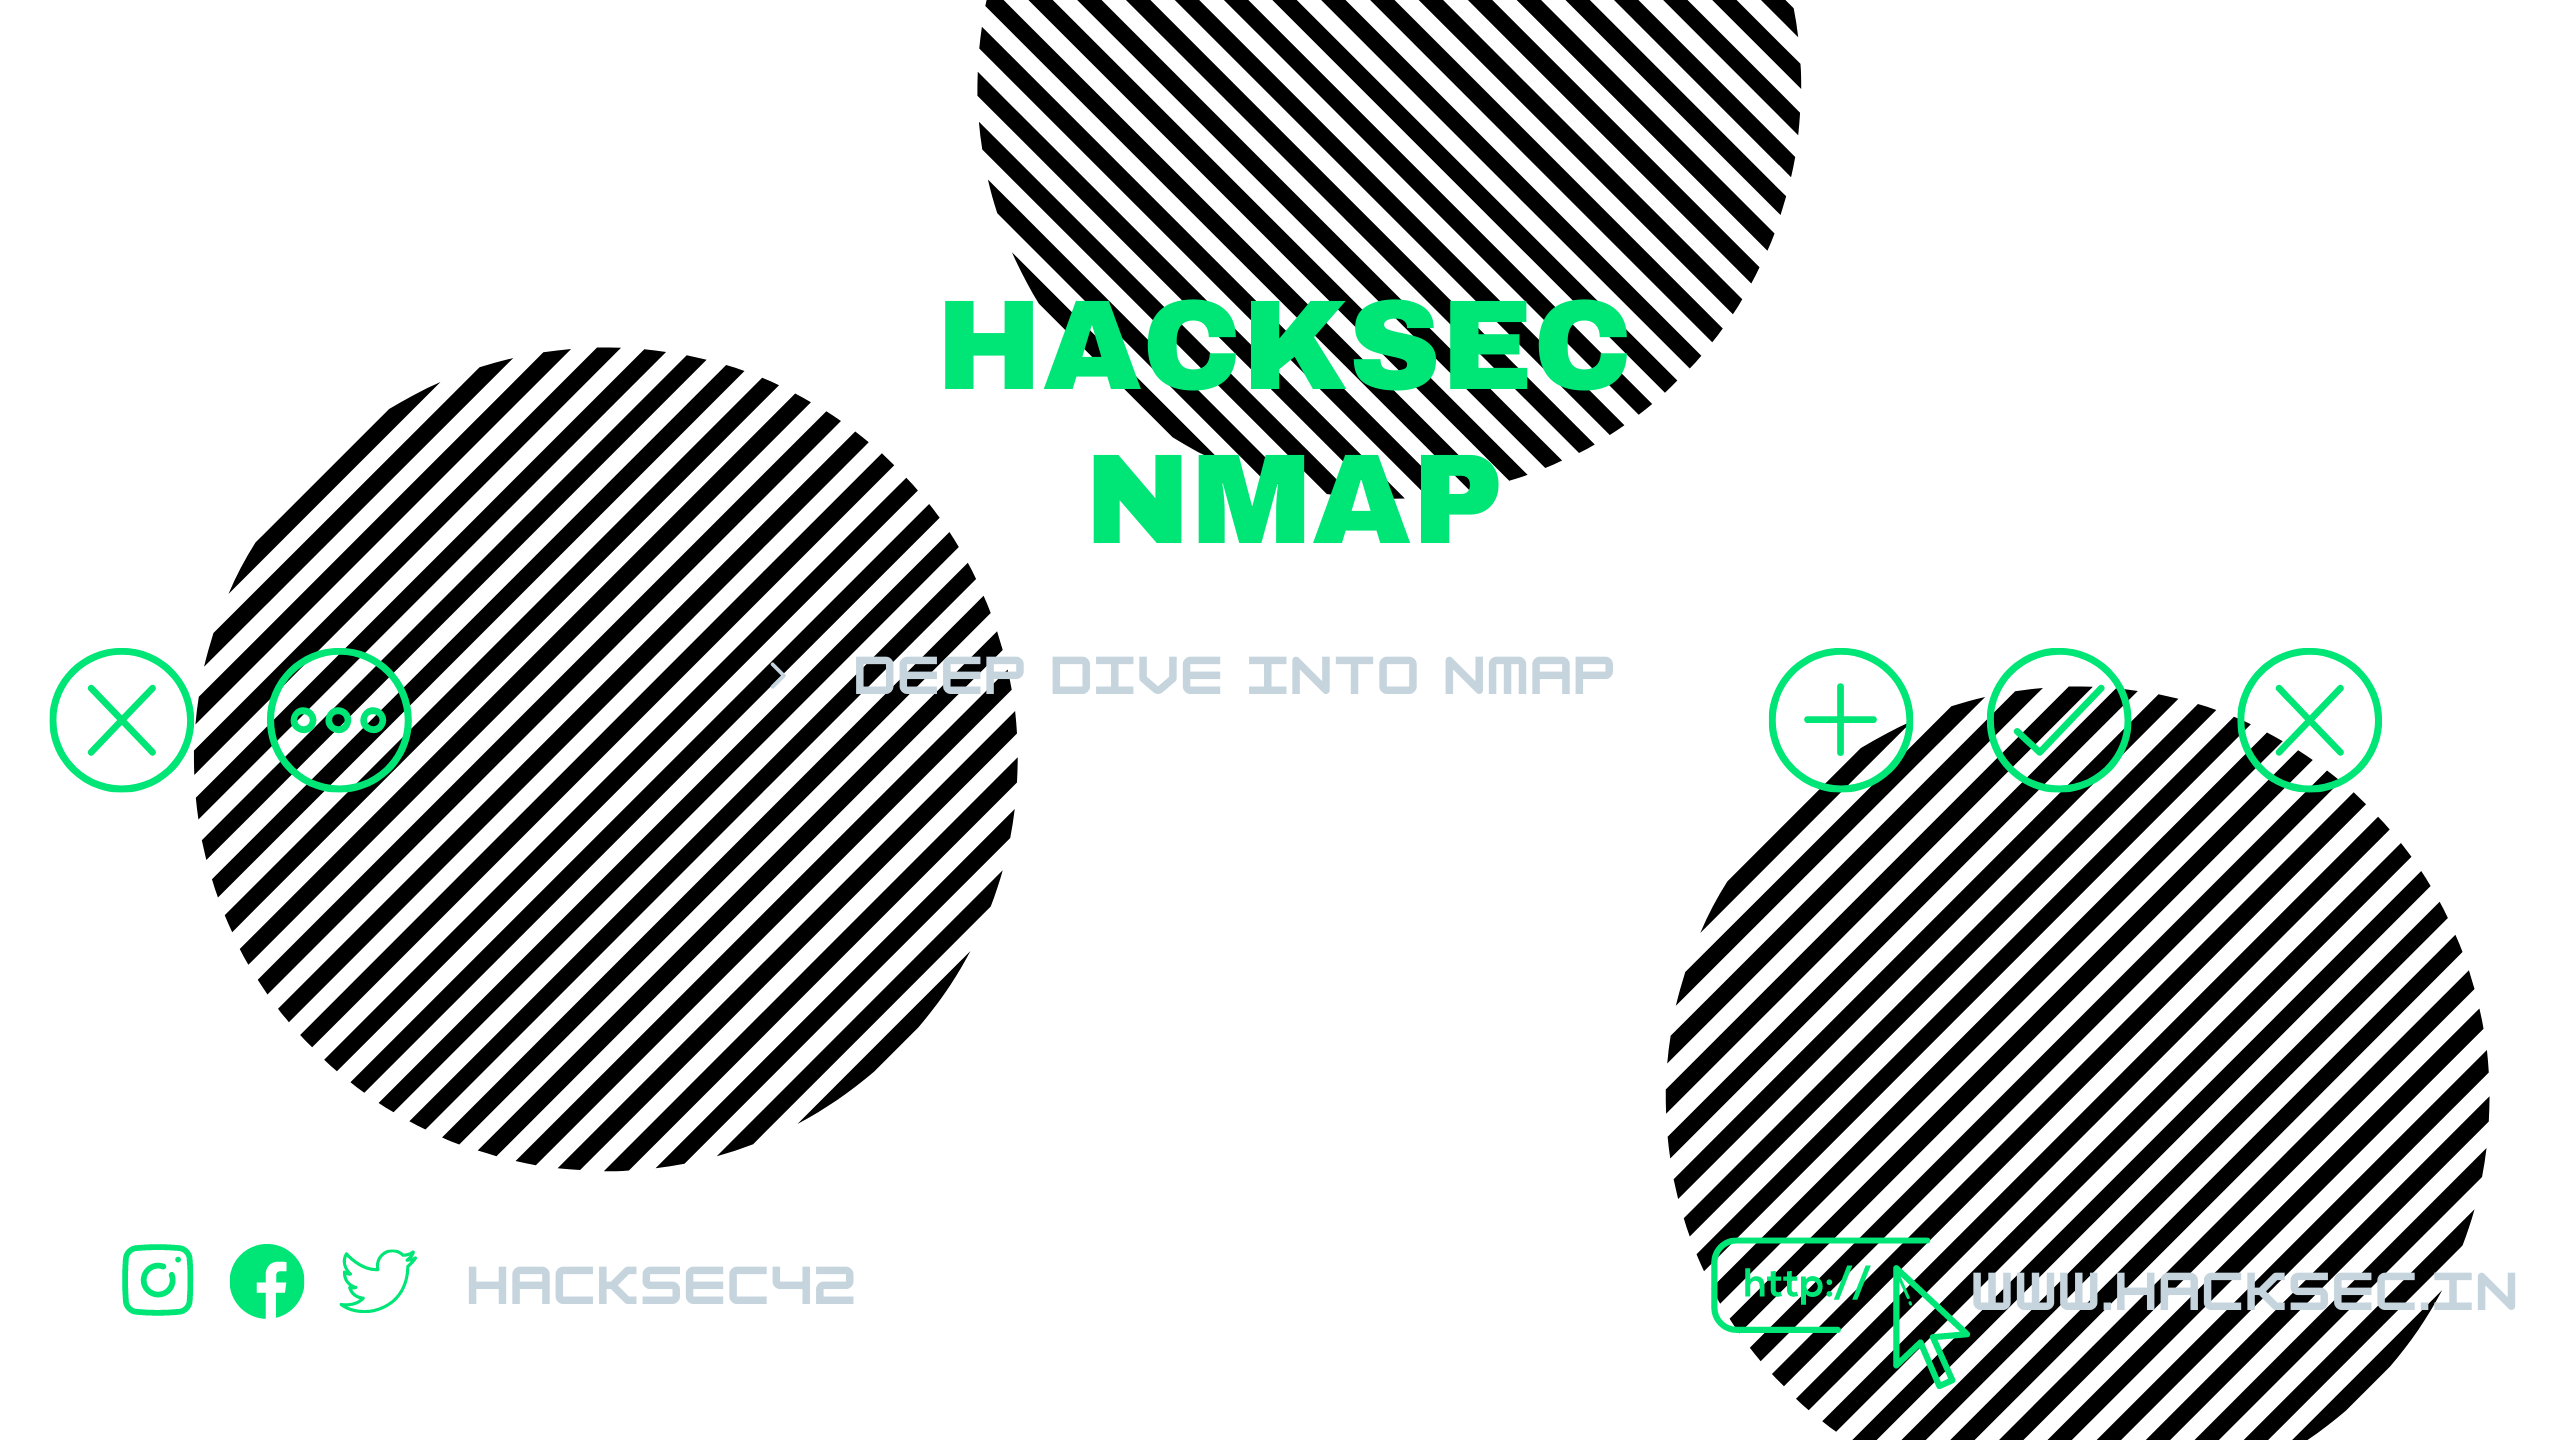 HACKSEC
NMAP
> DEEP DIVE INTO NMAP
HACKSEC42
http://
WWW.HACKSEC.IN